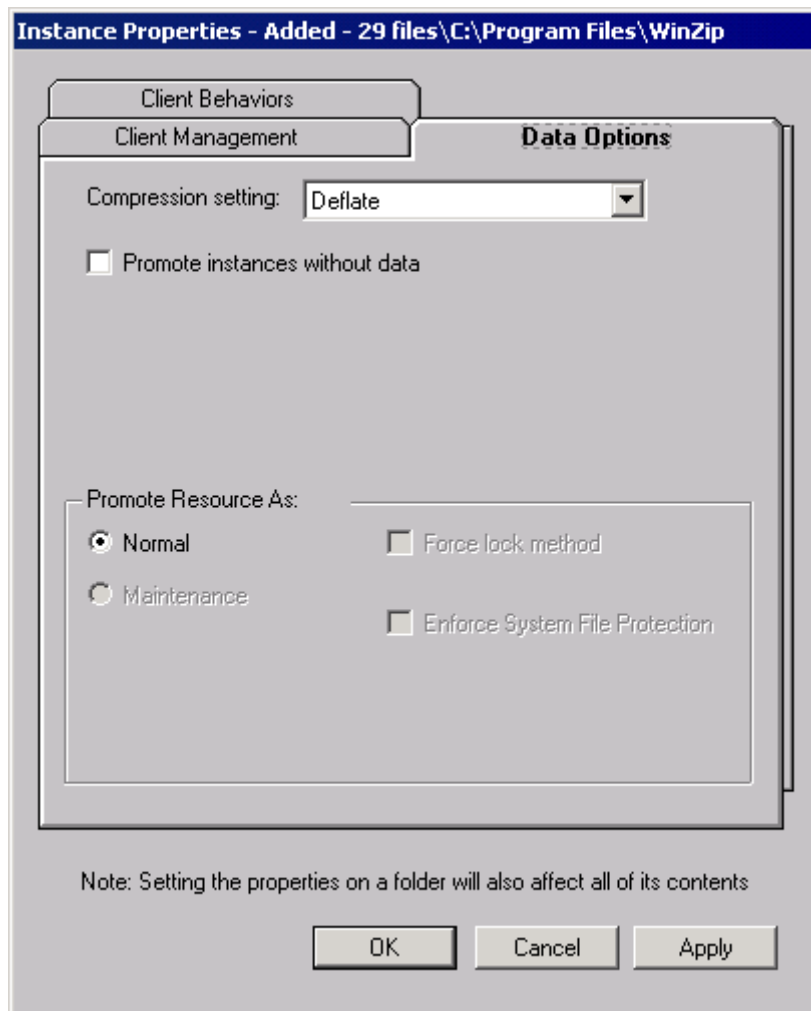 Instance Properties - Added - 29 files\C:\Program Files\WinZip
Client Behaviors
Client Management
Data Options
Compression setting:
Deflate
Promote instances without data
Promote Resource As:
Normal
Force lock method
Maintenance
Enforce System File Protection
Note: Setting the properties on a folder will also affect all of its contents
OK
Cancel
Apply